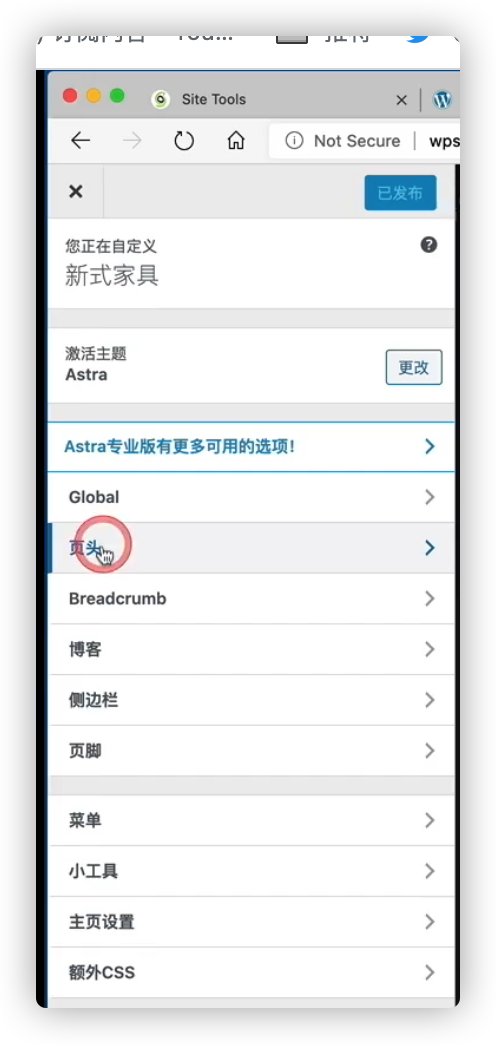 Site Tools
Not Secure
wps
已发布
您正在自定义
新式家具
激活主题
Astra
更改
Astra专业版有更多可用的选项!
Global
页头
Breadcrumb
博客
侧边栏
页脚
菜单
小工具
主页设置
额外CSS